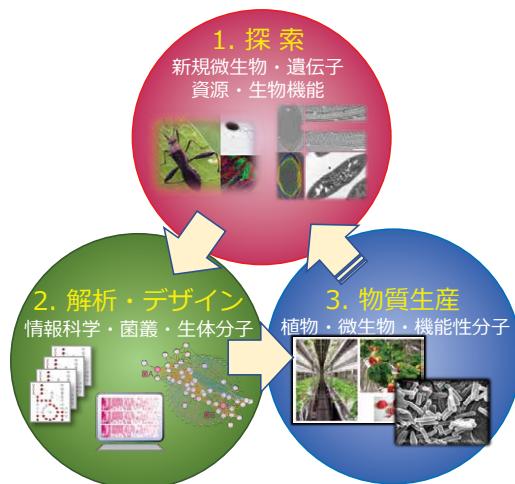 1. 探 索
新規微生物・遺伝子
資源・生物機能
2. 解析・デザイン
情報科学・菌叢・生体分子
3. 物質生産
植物・微生物・機能性分子